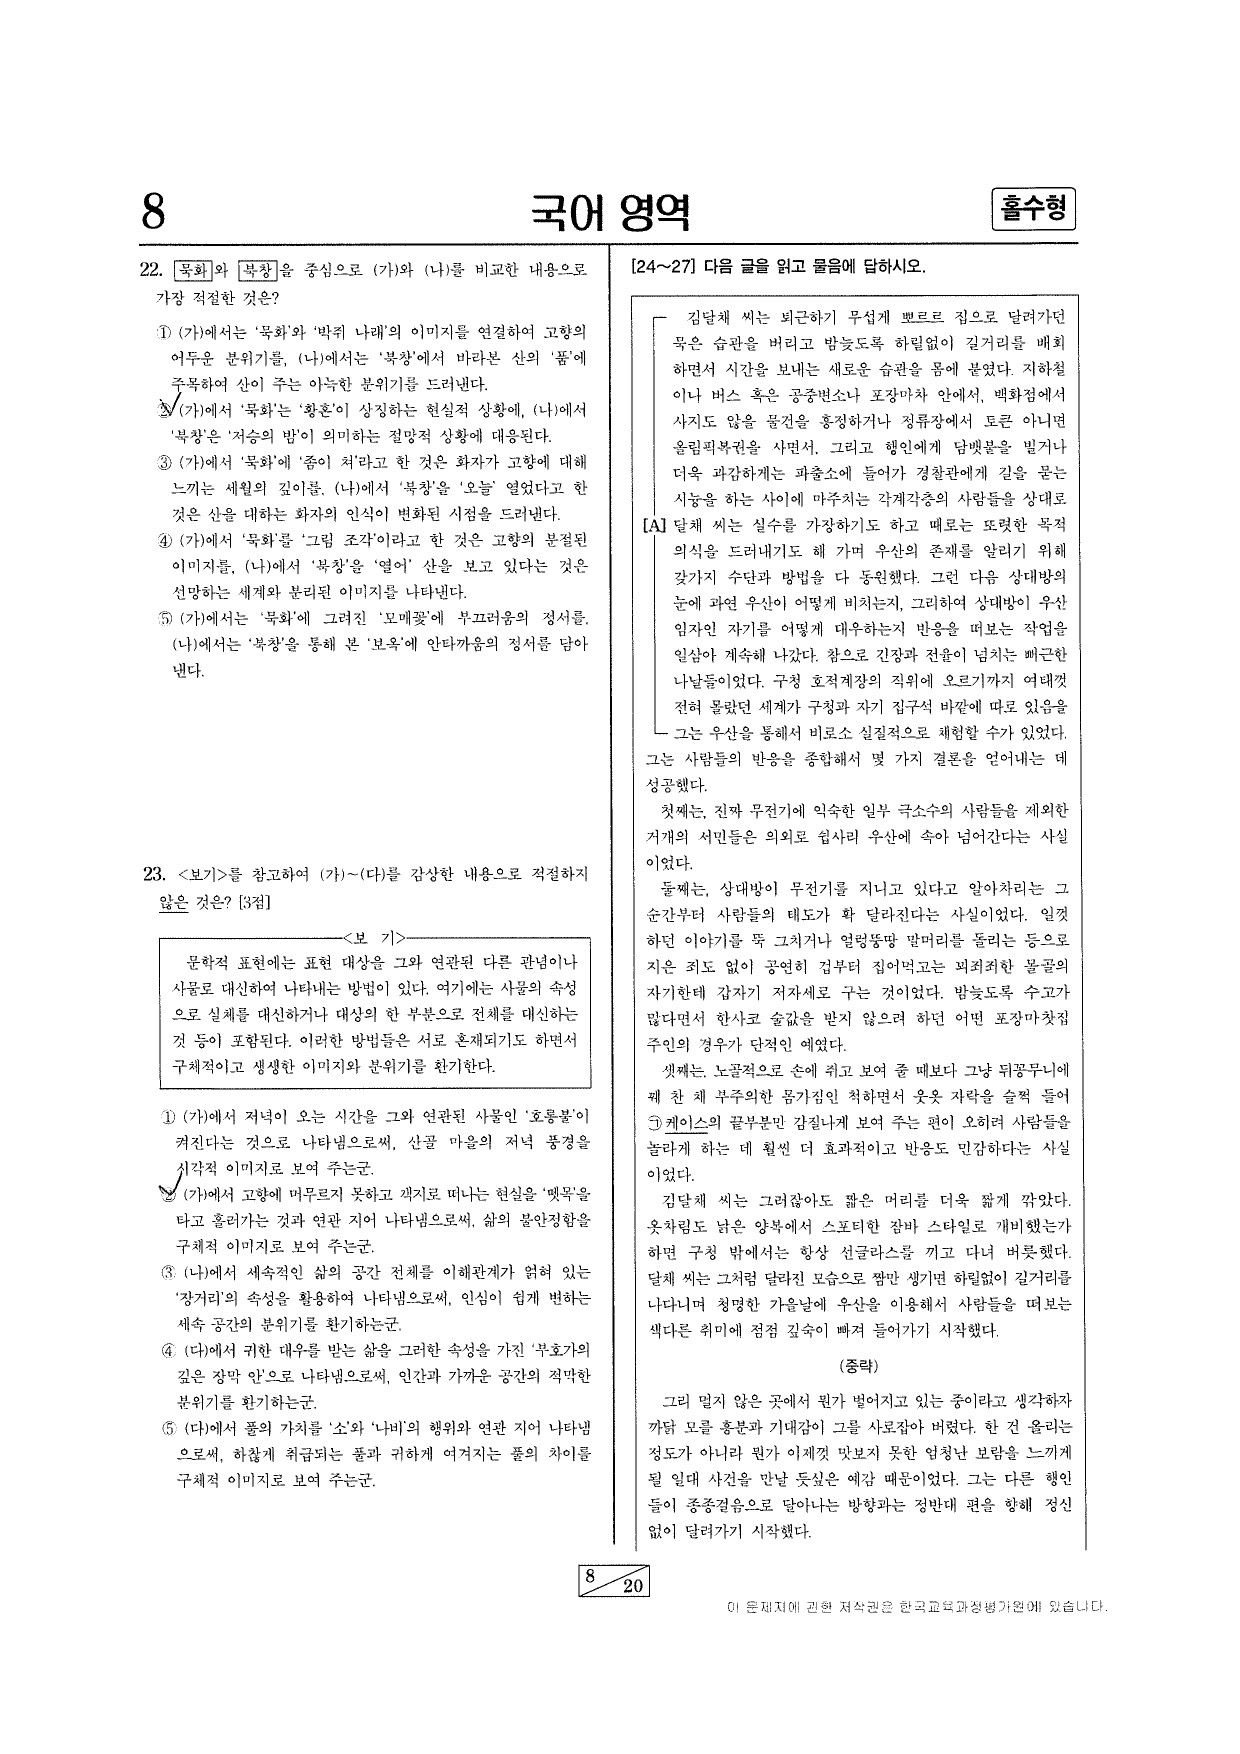 8
국어 영역
홀수형
22. 묵화와 북창을 중심으로 (가)와 (나)를 비교한 내용으로
가장 적절한 것은?
① (가)에서는 ‘묵화’와 ‘박쥐 나래’의 이미지를 연결하여 고향의
어두운 분위기를, (나)에서는 ‘북창’에서 바라본 산의 ‘품’에
주목하여 산이 주는 아늑한 분위기를 드러낸다.
② (가)에서 ‘묵화’는 ‘황혼’이 상징하는 현실적 상황에, (나)에서
‘북창’은 ‘저승의 밤’이 의미하는 절망적 상황에 대응된다.
③ (가)에서 ‘묵화’에 ‘좀이 쳐’라고 한 것은 화자가 고향에 대해
느끼는 세월의 깊이를, (나)에서 ‘북창’을 ‘오늘’ 열었다고 한
것은 산을 대하는 화자의 인식이 변화된 시점을 드러낸다.
④ (가)에서 ‘묵화’를 ‘그림 조각’이라고 한 것은 고향의 분절된
이미지를, (나)에서 ‘북창’을 ‘열어’ 산을 보고 있다는 것은
선망하는 세계와 분리된 이미지를 나타낸다.
⑤ (가)에서는 ‘묵화’에 그려진 ‘모매꽃’에 부끄러움의 정서를,
(나)에서는 ‘북창’을 통해 본 ‘보옥’에 안타까움의 정서를 담아
낸다.
23. <보기>를 참고하여 (가)~(다)를 감상한 내용으로 적절하지
않은 것은? [3점]
<보 기>
문학적 표현에는 표현 대상을 그와 연관된 다른 관념이나
사물로 대신하여 나타내는 방법이 있다. 여기에는 사물의 속성
으로 실체를 대신하거나 대상의 한 부분으로 전체를 대신하는
것 등이 포함된다. 이러한 방법들은 서로 혼재되기도 하면서
구체적이고 생생한 이미지와 분위기를 환기한다.
① (가)에서 저녁이 오는 시간을 그와 연관된 사물인 ‘호롱불’이
켜진다는 것으로 나타냄으로써, 산골 마을의 저녁 풍경을
시각적 이미지로 보여 주는군.
② (가)에서 고향에 머무르지 못하고 객지로 떠나는 현실을 ‘뗏목’을
타고 흘러가는 것과 연관 지어 나타냄으로써, 삶의 불안정함을
구체적 이미지로 보여 주는군.
③ (나)에서 세속적인 삶의 공간 전체를 이해관계가 얽혀 있는
‘장거리’의 속성을 활용하여 나타냄으로써, 인심이 쉽게 변하는
세속 공간의 분위기를 환기하는군.
④ (다)에서 귀한 대우를 받는 삶을 그러한 속성을 가진 ‘부호가의
깊은 장막 안’으로 나타냄으로써, 인간과 가까운 공간의 적막한
분위기를 환기하는군.
⑤ (다)에서 풀의 가치를 ‘소’와 ‘나비’의 행위와 연관 지어 나타냄
으로써, 하찮게 취급되는 풀과 귀하게 여겨지는 풀의 차이를
구체적 이미지로 보여 주는군.
[24~27] 다음 글을 읽고 물음에 답하시오.
김달채 씨는 퇴근하기 무섭게 뽀르르 집으로 달려가던
묵은 습관을 버리고 밤늦도록 하릴없이 길거리를 배회
하면서 시간을 보내는 새로운 습관을 몸에 붙였다. 지하철
이나 버스 혹은 공중변소나 포장마차 안에서, 백화점에서
사지도 않을 물건을 흥정하거나 정류장에서 토큰 아니면
올림픽복권을 사면서, 그리고 행인에게 담뱃불을 빌거나
더욱 과감하게는 파출소에 들어가 경찰관에게 길을 묻는
시늉을 하는 사이에 마주치는 각계각층의 사람들을 상대로
[A] 달채 씨는 실수를 가장하기도 하고 때로는 또렷한 목적
의식을 드러내기도 해 가며 우산의 존재를 알리기 위해
갖가지 수단과 방법을 다 동원했다. 그런 다음 상대방의
눈에 과연 우산이 어떻게 비치는지, 그리하여 상대방이 우산
임자인 자기를 어떻게 대우하는지 반응을 떠보는 작업을
일삼아 계속해 나갔다. 참으로 긴장과 전율이 넘치는 뻐근한
나날들이었다. 구청 호적계장의 직위에 오르기까지 여태껏
전혀 몰랐던 세계가 구청과 자기 집구석 바깥에 따로 있음을
그는 우산을 통해서 비로소 실질적으로 체험할 수가 있었다.
그는 사람들의 반응을 종합해서 몇 가지 결론을 얻어내는 데
성공했다.
첫째는, 진짜 무전기에 익숙한 일부 극소수의 사람들을 제외한
거개의 서민들은 의외로 쉽사리 우산에 속아 넘어간다는 사실
이었다.
둘째는, 상대방이 무전기를 지니고 있다고 알아차리는 그
순간부터 사람들의 태도가 확 달라진다는 사실이었다. 일껏
하던 이야기를 뚝 그치거나 얼렁뚱땅 말머리를 돌리는 등으로
지은 죄도 없이 공연히 겁부터 집어먹고는 꾀죄죄한 몰골의
자기한테 갑자기 저자세로 구는 것이었다. 밤늦도록 수고가
많다면서 한사코 술값을 받지 않으려 하던 어떤 포장마찻집
주인의 경우가 단적인 예였다.
셋째는, 노골적으로 손에 쥐고 보여 줄 때보다 그냥 뒤꽁무니에
꿰 찬 채 부주의한 몸가짐인 척하면서 웃옷 자락을 슬쩍 들어
㉠케이스의 끝부분만 감질나게 보여 주는 편이 오히려 사람들을
놀라게 하는 데 훨씬 더 효과적이고 반응도 민감하다는 사실
이었다.
김달채 씨는 그러잖아도 짧은 머리를 더욱 짧게 깎았다.
옷차림도 낡은 양복에서 스포티한 잠바 스타일로 개비했는가
하면 구청 밖에서는 항상 선글라스를 끼고 다녀 버릇했다.
달채 씨는 그처럼 달라진 모습으로 짬만 생기면 하릴없이 길거리를
나다니며 청명한 가을날에 우산을 이용해서 사람들을 떠보는
색다른 취미에 점점 깊숙이 빠져 들어가기 시작했다.
(중략)
그리 멀지 않은 곳에서 뭔가 벌어지고 있는 중이라고 생각하자
까닭 모를 흥분과 기대감이 그를 사로잡아 버렸다. 한 건 올리는
정도가 아니라 뭔가 이제껏 맛보지 못한 엄청난 보람을 느끼게
될 일대 사건을 만날 듯싶은 예감 때문이었다. 그는 다른 행인
들이 종종걸음으로 달아나는 방향과는 정반대 편을 향해 정신
없이 달려가기 시작했다.
8
20
이 문제지에 관한 저작권은 한국교육과정평가원에 있습니다.